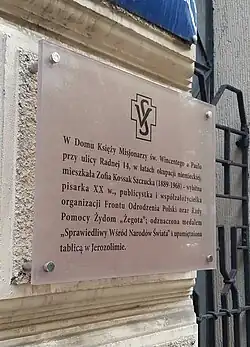 W Domu Księży Misjonarzy św. Wincentego a Paulo
przy ulicy Radnej 14, w latach okupacji niemieckiej
mieszkała Zofia Kossak Szczucka (1889-1968) - wybitna
pisarka XX w., publicystka i współzałożycielka
organizacji Frontu Odrodzenia Polski oraz Rady
Pomocy Żydom „Żegota”; odznaczona medalem
„Sprawiedliwy Wśród Narodów Świata” i upamiętniona
tablicą w Jerozolimie.